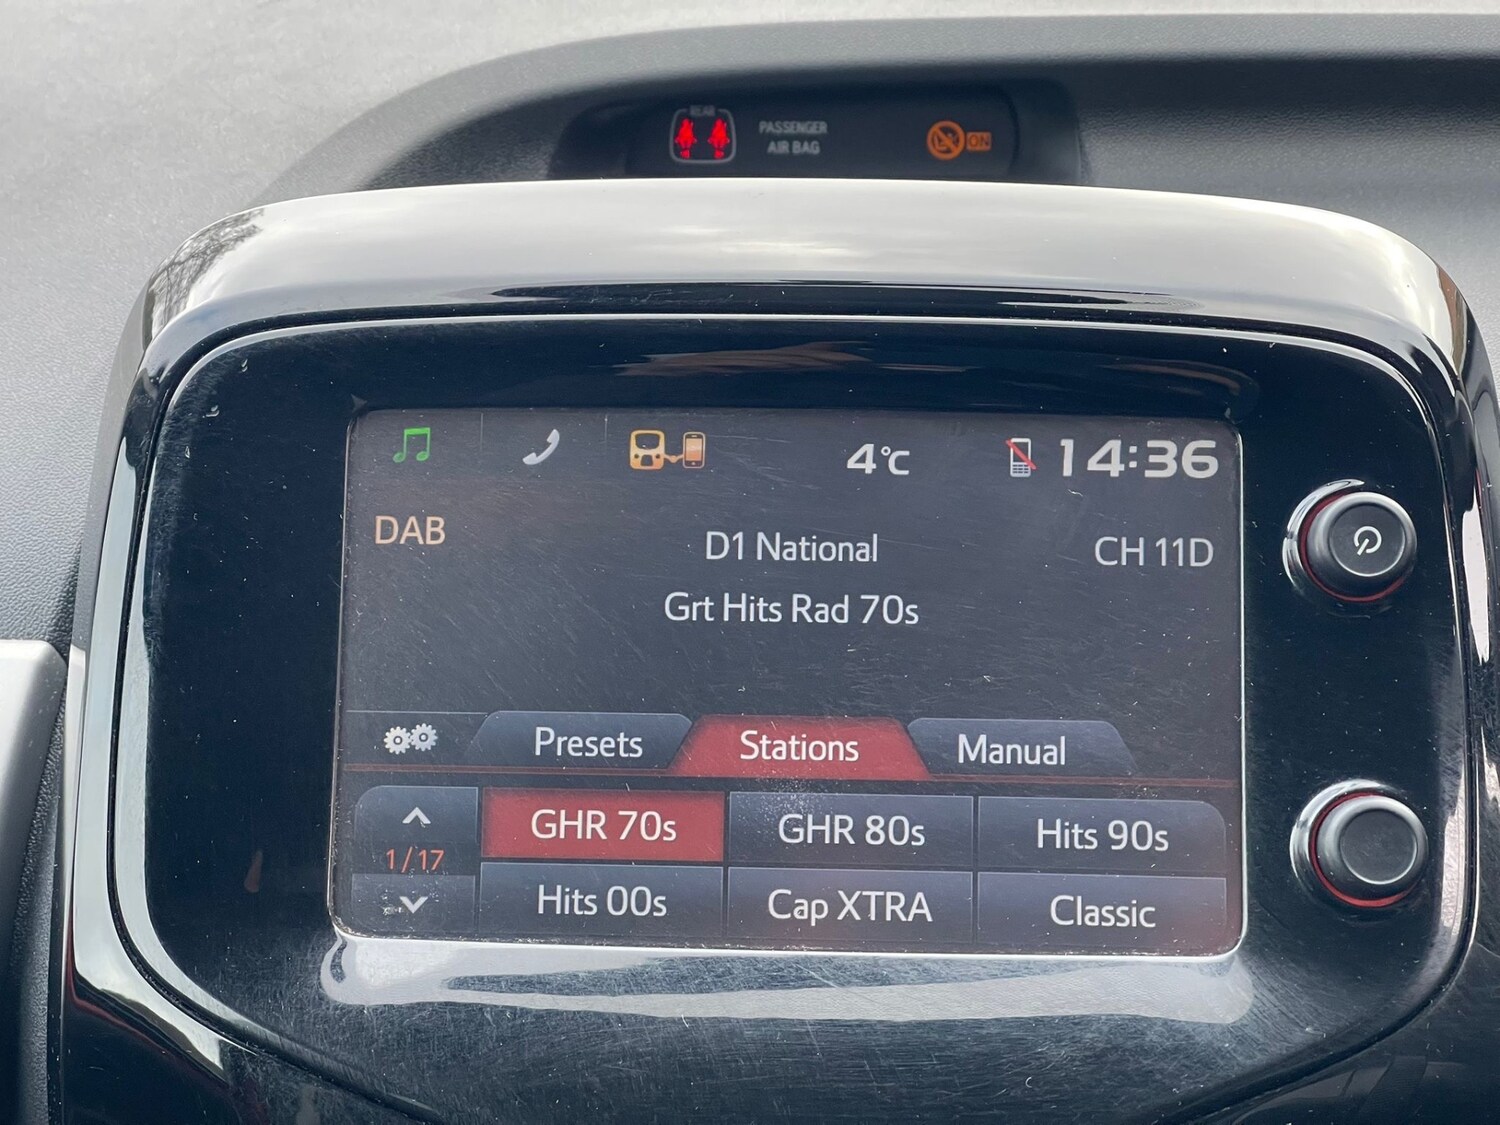 REAR
PASSENGER
AIR BAG
ON
4°C
14:36
DAB
D1 National
CH 11D
Grt Hits Rad 70s
Presets
Stations
Manual
1/17
GHR 70s
GHR 80s
Hits 90s
Hits 00s
Cap XTRA
Classic